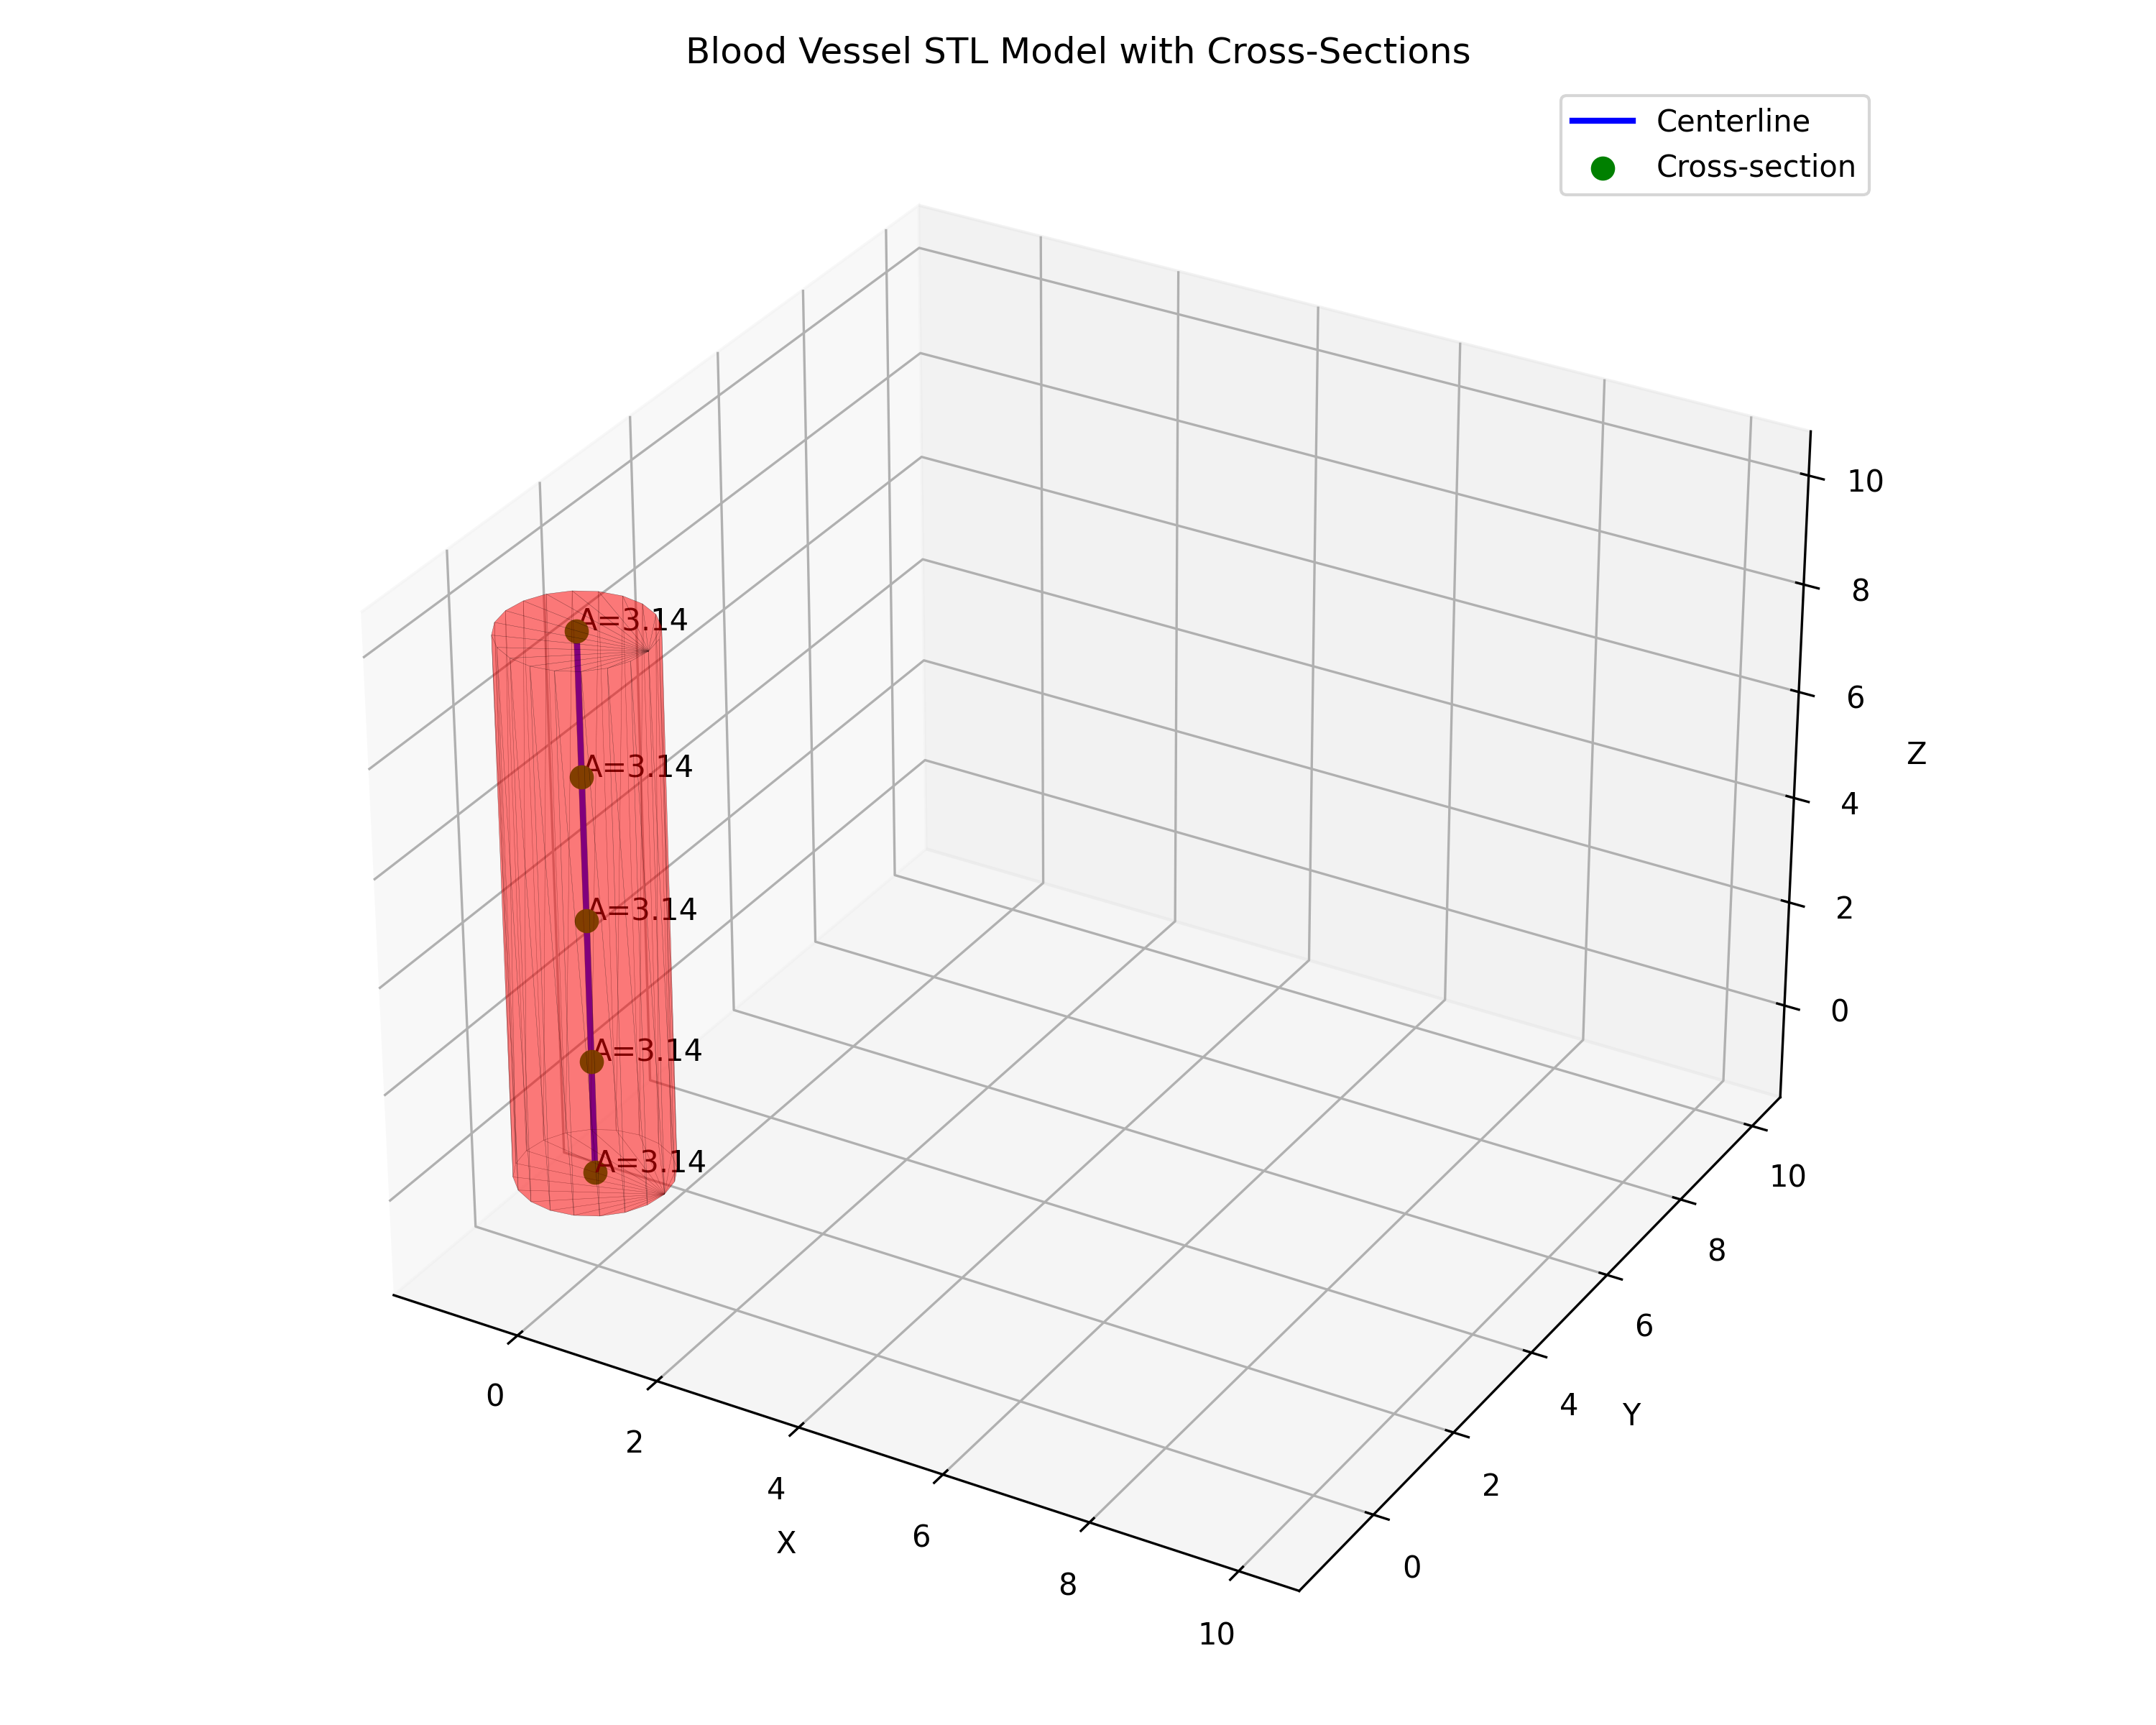 Blood Vessel STL Model with Cross-Sections
Centerline
Cross-section
A=3.14
A=3.14
A=3.14
A=3.14
A=3.14
10
8
6
4
2
0
Z
10
8
6
4
2
0
Y
0
2
4
6
8
10
X